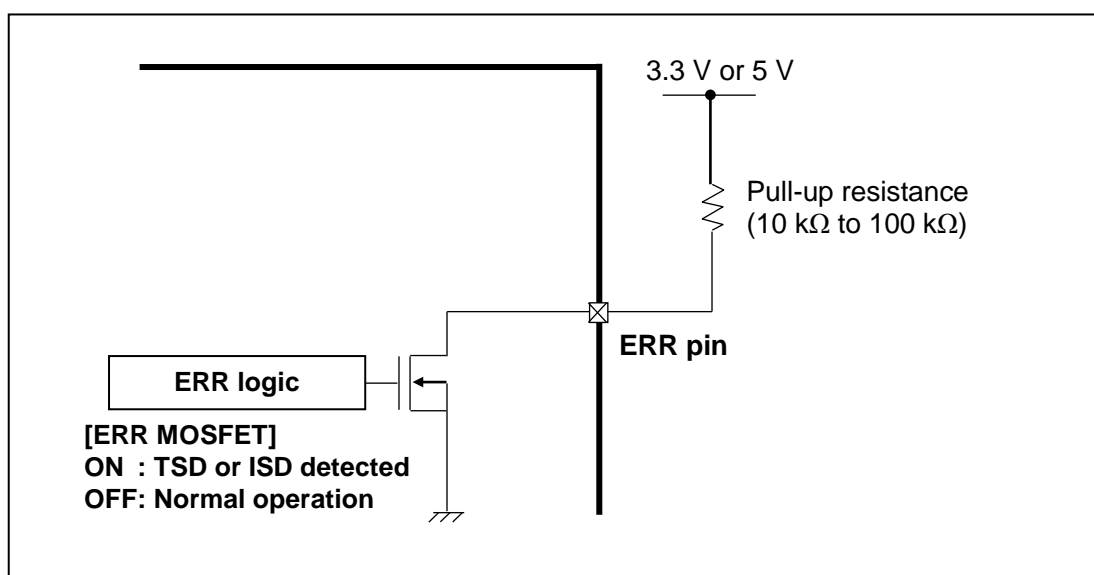 3.3 V or 5 V
Pull-up resistance
(10 kΩ to 100 kΩ)
ERR pin
ERR logic
[ERR MOSFET]
ON : TSD or ISD detected
OFF: Normal operation